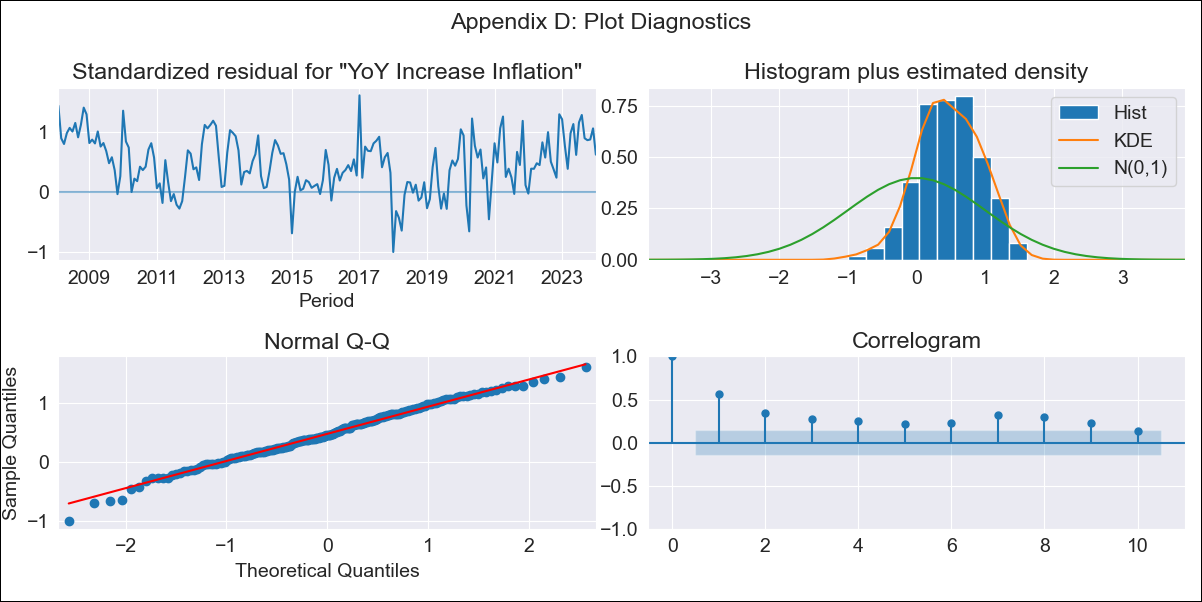 Appendix D: Plot Diagnostics
Standardized residual for "YoY Increase Inflation"
1
0
−1
2009 2011 2013 2015 2017 2019 2021 2023
Period
Histogram plus estimated density
0.75
0.50
0.25
0.00
−3 −2 −1 0 1 2 3
Hist
KDE
N(0,1)
Normal Q-Q
Sample Quantiles
1
0
−1
−2 −1 0 1 2
Theoretical Quantiles
Correlogram
1.0
0.5
0.0
−0.5
−1.0
0 2 4 6 8 10